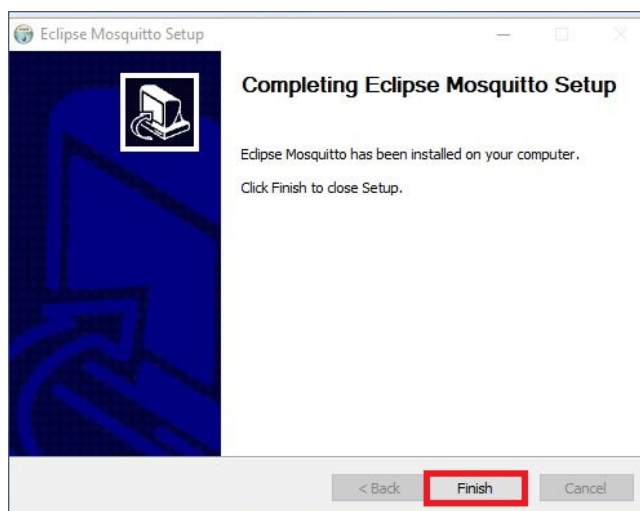 Eclipse Mosquitto Setup
Completing Eclipse Mosquitto Setup
Eclipse Mosquitto has been installed on your computer.
Click Finish to close Setup.
< Back Finish Cancel